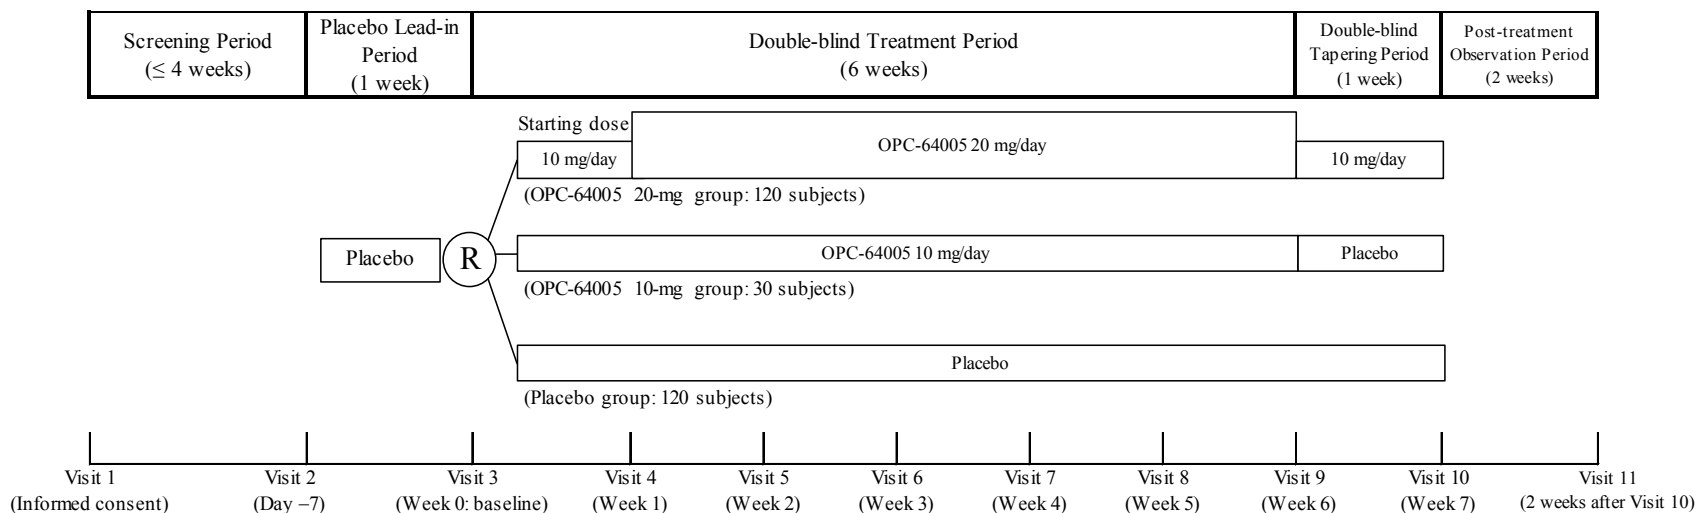 Screening Period
(≤ 4 weeks)
Placebo Lead-in
Period
(1 week)
Double-blind Treatment Period
(6 weeks)
Double-blind
Tapering Period
(1 week)
Post-treatment
Observation Period
(2 weeks)
Starting dose
10 mg/day
OPC-64005 20 mg/day
10 mg/day
(OPC-64005 20-mg group: 120 subjects)
Placebo
R
OPC-64005 10 mg/day
Placebo
(OPC-64005 10-mg group: 30 subjects)
Placebo
(Placebo group: 120 subjects)
Visit 1
(Informed consent)
Visit 2
(Day –7)
Visit 3
(Week 0: baseline)
Visit 4
(Week 1)
Visit 5
(Week 2)
Visit 6
(Week 3)
Visit 7
(Week 4)
Visit 8
(Week 5)
Visit 9
(Week 6)
Visit 10
(Week 7)
Visit 11
(2 weeks after Visit 10)